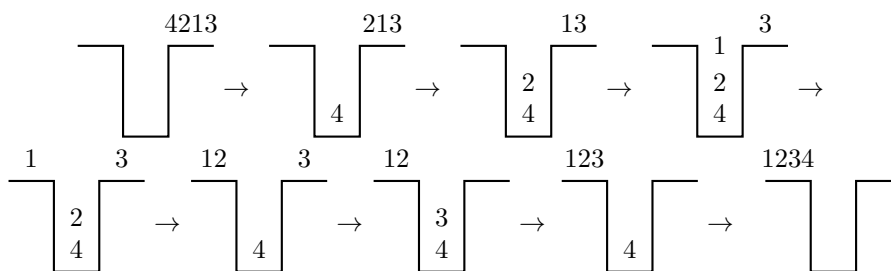 4213 213 13 1 3
4 → → 2 4 → 2 4 →
1 3 12 3 12 123 1234
2 4 → 4 → 3 4 → 4 →